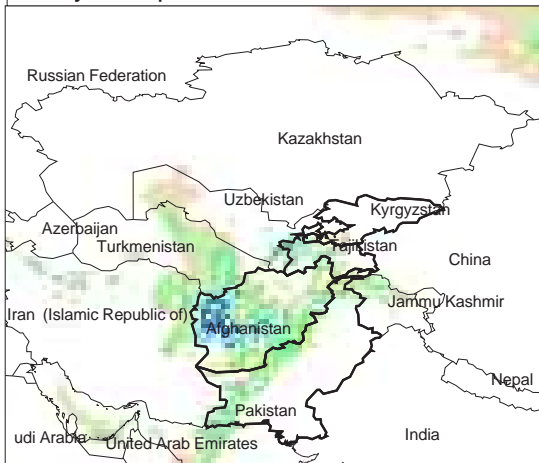 Russian Federation
Kazakhstan
Uzbekistan
Kyrgyzstan
Azerbaijan
Turkmenistan
Tajikistan
China
Jammu/Kashmir
Iran (Islamic Republic of)
Afghanistan
Nepal
Pakistan
udi Arabia
United Arab Emirates
India